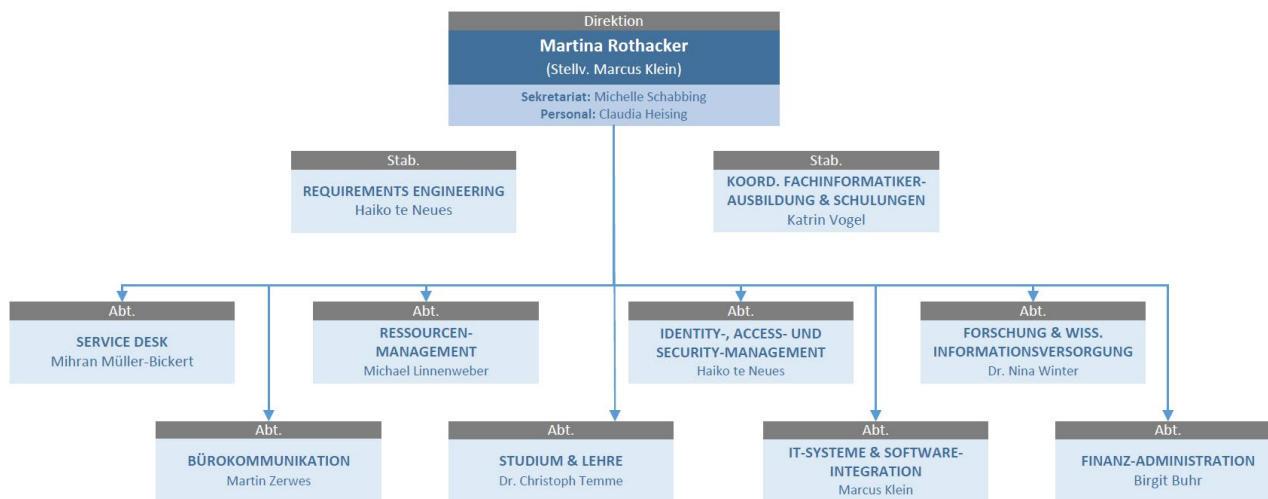 Direktion
Martina Rothacker
(Stellv. Marcus Klein)
Sekretariat: Michelle Schabbing
Personal: Claudia Heising
Stab.
REQUIREMENTS ENGINEERING
Haiko te Neues
Stab.
KOORD. FACHINFORMATIKER-
AUSBILDUNG & SCHULUNGEN
Katrin Vogel
Abt.
SERVICE DESK
Mihran Müller-Bickert
Abt.
RESSOURCEN-
MANAGEMENT
Michael Linnenweber
Abt.
IDENTITY-, ACCESS- UND
SECURITY-MANAGEMENT
Haiko te Neues
Abt.
FORSCHUNG & WISS.
INFORMATIONSVERSORGUNG
Dr. Nina Winter
Abt.
BÜROKOMMUNIKATION
Martin Zerwes
Abt.
STUDIUM & LEHRE
Dr. Christoph Temme
Abt.
IT-SYSTEME & SOFTWARE-
INTEGRATION
Marcus Klein
Abt.
FINANZ-ADMINISTRATION
Birgit Buhr